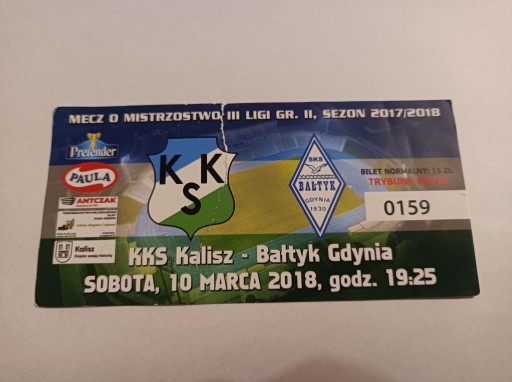 MECZ O MISTRZOSTWO III LIGI GR. II, SEZON 2017/2018
Pretender
PAULA
ANTCZAK
Kalisz
KKS
SKS
BAŁTYK
GDYNIA
1930
BILET NORMALNY: 15 ZŁ
TRYBUNA
0159
KKS Kalisz - Bałtyk Gdynia
SOBOTA, 10 MARCA 2018, godz. 19:25